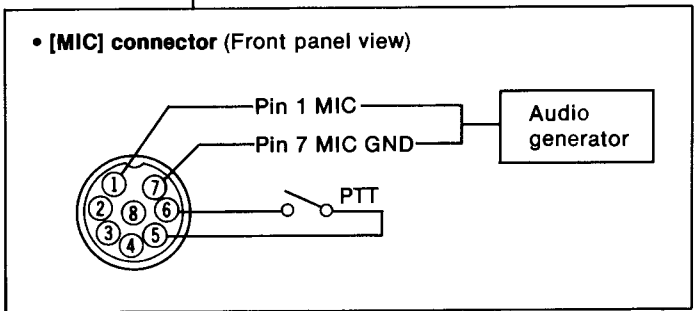 • [MIC] connector (Front panel view)
Pin 1 MIC
Pin 7 MIC GND
Audio
generator
PTT
1
7
2
8
6
3
5
4